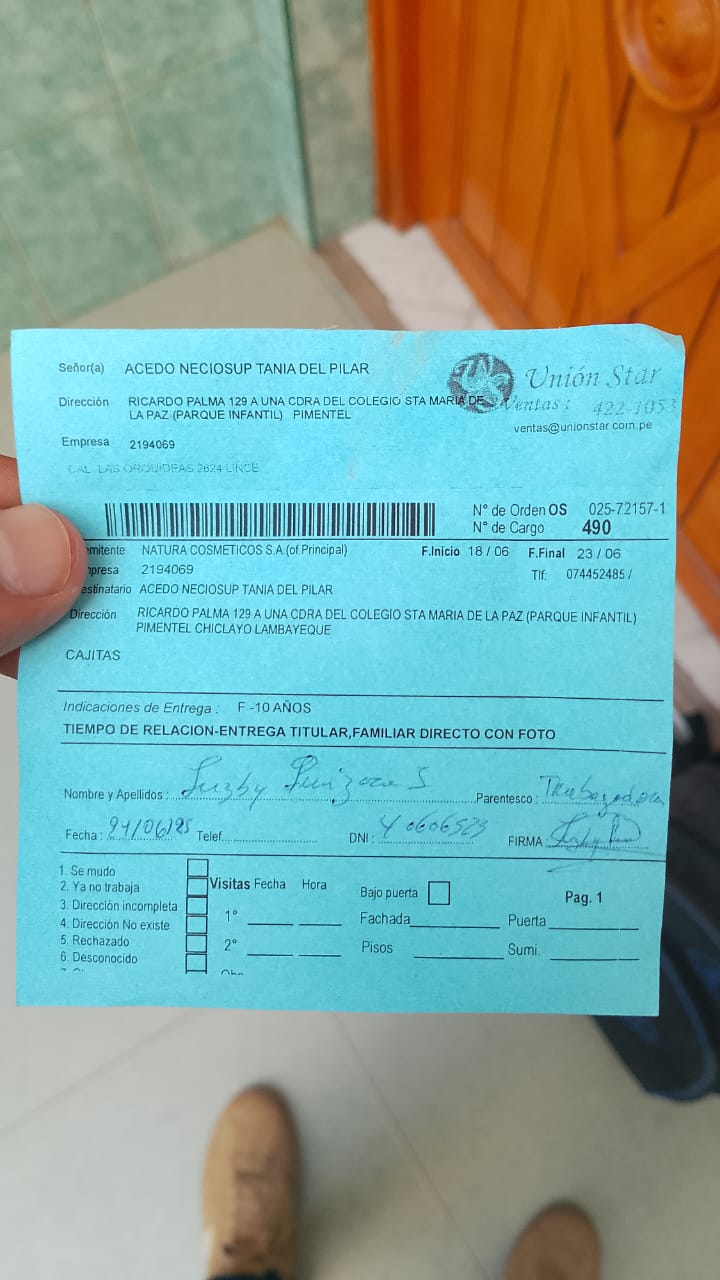 Señor(a) ACEDO NECIOSUP TANIA DEL PILAR
Unión Star
Dirección RICARDO PALMA 129 A UNA CDRA DEL COLEGIO STA MARIA DE
LA PAZ (PARQUE INFANTIL) PIMENTEL
Ventas: 422-1053
ventas@unionstar.com.pe
Empresa 2194069
CAL. LAS ORQUIDEAS 2624 LINCE
N° de Orden OS 025-72157-1
N° de Cargo 490
mitente NATURA COSMETICOS S.A.(of.Principal) F.Inicio 18 / 06 F.Final 23 / 06
presa 2194069 Tlf: 074452485 /
estinatario ACEDO NECIOSUP TANIA DEL PILAR
Dirección RICARDO PALMA 129 A UNA CDRA DEL COLEGIO STA MARIA DE LA PAZ (PARQUE INFANTIL)
PIMENTEL CHICLAYO LAMBAYEQUE
CAJITAS
Indicaciones de Entrega : F -10 AÑOS
TIEMPO DE RELACION-ENTREGA TITULAR,FAMILIAR DIRECTO CON FOTO
Nombre y Apellidos : Parentesco : Trabajadora
Fecha : Telef. DNI : 40606523 FIRMA
1. Se mudo
2. Ya no trabaja
3. Dirección incompleta
4. Dirección No existe
5. Rechazado
6. Desconocido
Visitas Fecha Hora
1°
2°
Bajo puerta
Pag. 1
Fachada Puerta
Pisos Sumi.